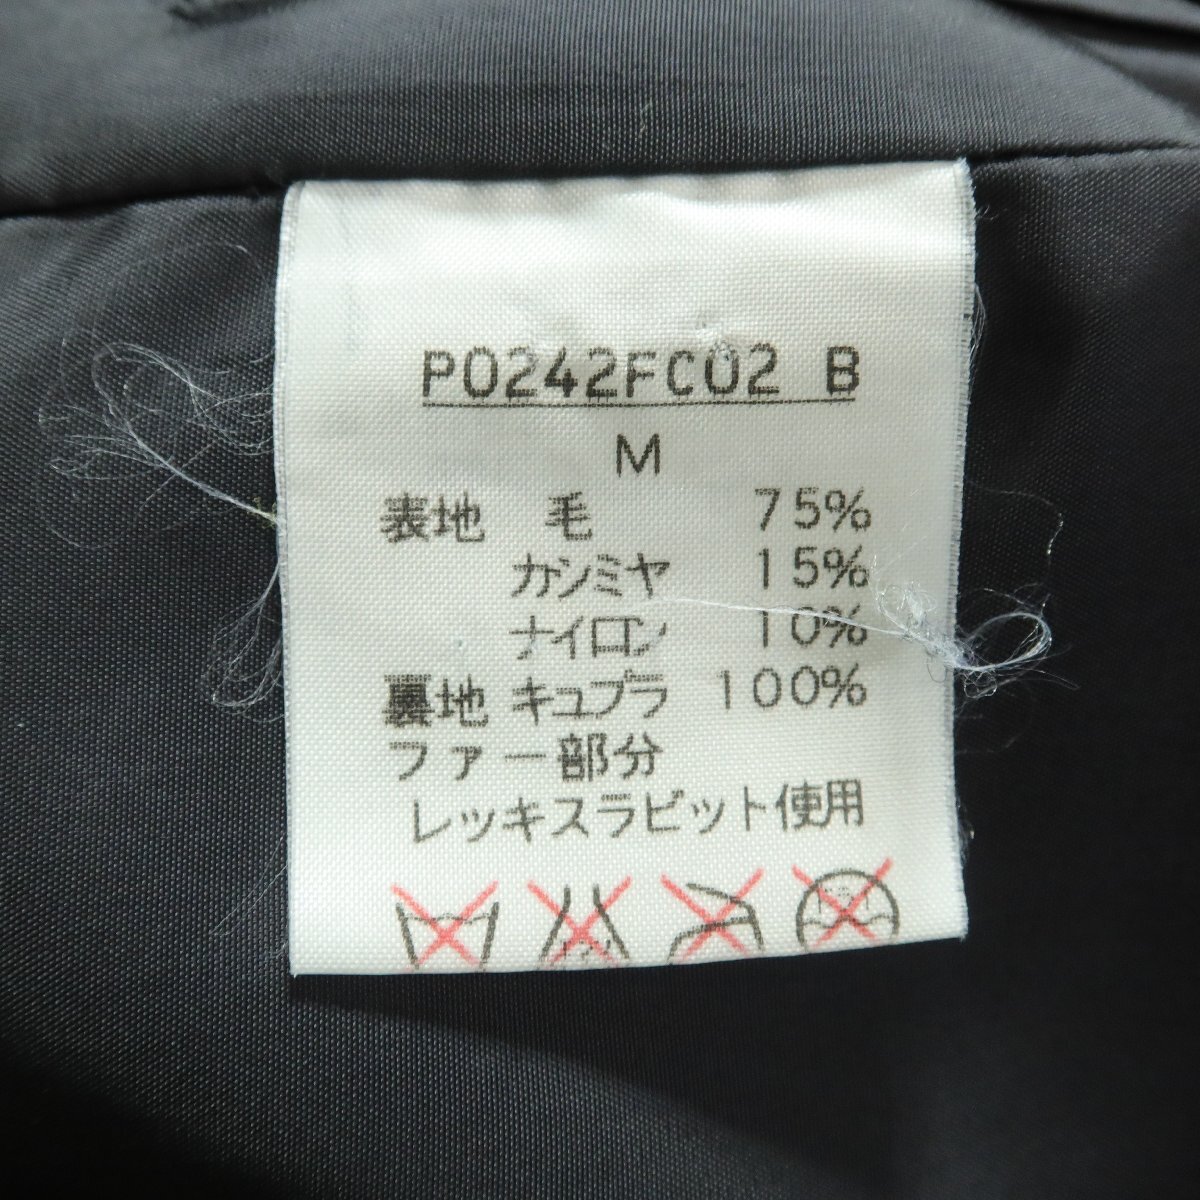 P0242FC02 B
M
表地 毛 75%
カシミヤ 15%
ナイロン 10%
裏地 キュプラ 100%
ファー部分
レッキスラビット使用